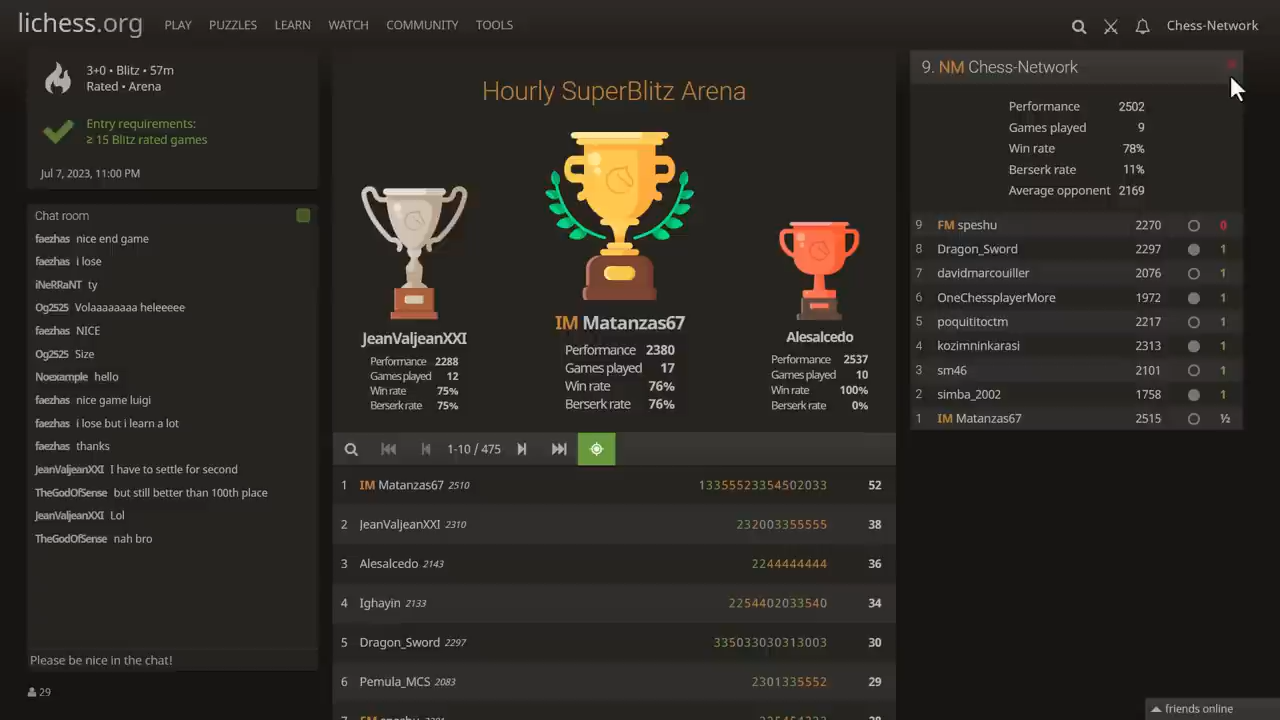 lichess.org PLAY PUZZLES LEARN WATCH COMMUNITY TOOLS Chess-Network
3+0 • Blitz • 57m
Rated • Arena
Entry requirements:
≥ 15 Blitz rated games
Jul 7, 2023, 11:00 PM
Chat room
faezhas nice end game
faezhas i lose
iNeRRaNT ty
Og2525 Volaaaaaaaa heleeeee
faezhas NICE
Og2525 Size
Noexample hello
faezhas nice game luigi
faezhas i lose but i learn a lot
faezhas thanks
JeanValjeanXXI I have to settle for second
TheGodOfSense but still better than 100th place
JeanValjeanXXI Lol
TheGodOfSense nah bro
Please be nice in the chat!
29
Hourly SuperBlitz Arena
JeanValjeanXXI
Performance 2288
Games played 12
Win rate 75%
Berserk rate 75%
IM Matanzas67
Performance 2380
Games played 17
Win rate 76%
Berserk rate 76%
Alesalcedo
Performance 2537
Games played 10
Win rate 100%
Berserk rate 0%
1-10 / 475
1 IM Matanzas67 2510 13355523354502033 52
2 JeanValjeanXXI 2310 232003355555 38
3 Alesalcedo 2143 2244444444 36
4 Ighayin 2133 2254402033540 34
5 Dragon_Sword 2297 335033030313003 30
6 Pemula_MCS 2083 2301335552 29
9. NM Chess-Network
Performance 2502
Games played 9
Win rate 78%
Berserk rate 11%
Average opponent 2169
9 FM speshu 2270 0
8 Dragon_Sword 2297 1
7 davidmarcouiller 2076 1
6 OneChessplayerMore 1972 1
5 poquititoctm 2217 1
4 kozimninkarasi 2313 1
3 sm46 2101 1
2 simba_2002 1758 1
1 IM Matanzas67 2515 ½
friends online